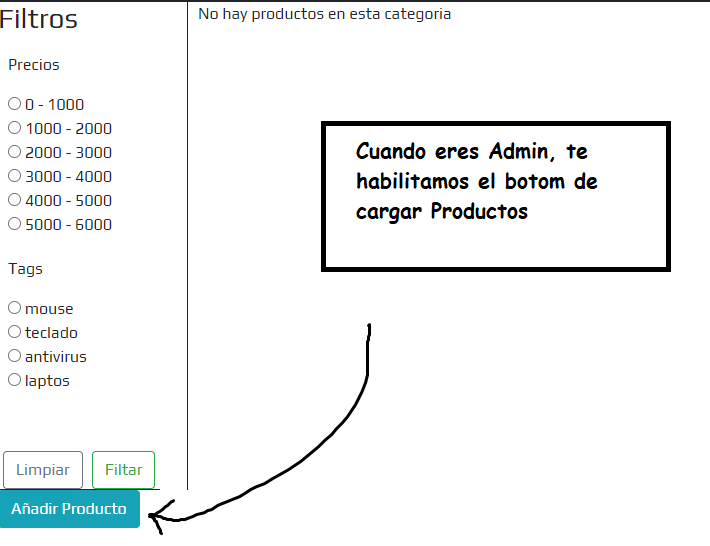 Filtros
Precios
0 - 1000
1000 - 2000
2000 - 3000
3000 - 4000
4000 - 5000
5000 - 6000
Tags
mouse
teclado
antivirus
laptos
Limpiar
Filtar
Añadir Producto
No hay productos en esta categoria
Cuando eres Admin, te
habilitamos el botom de
cargar Productos